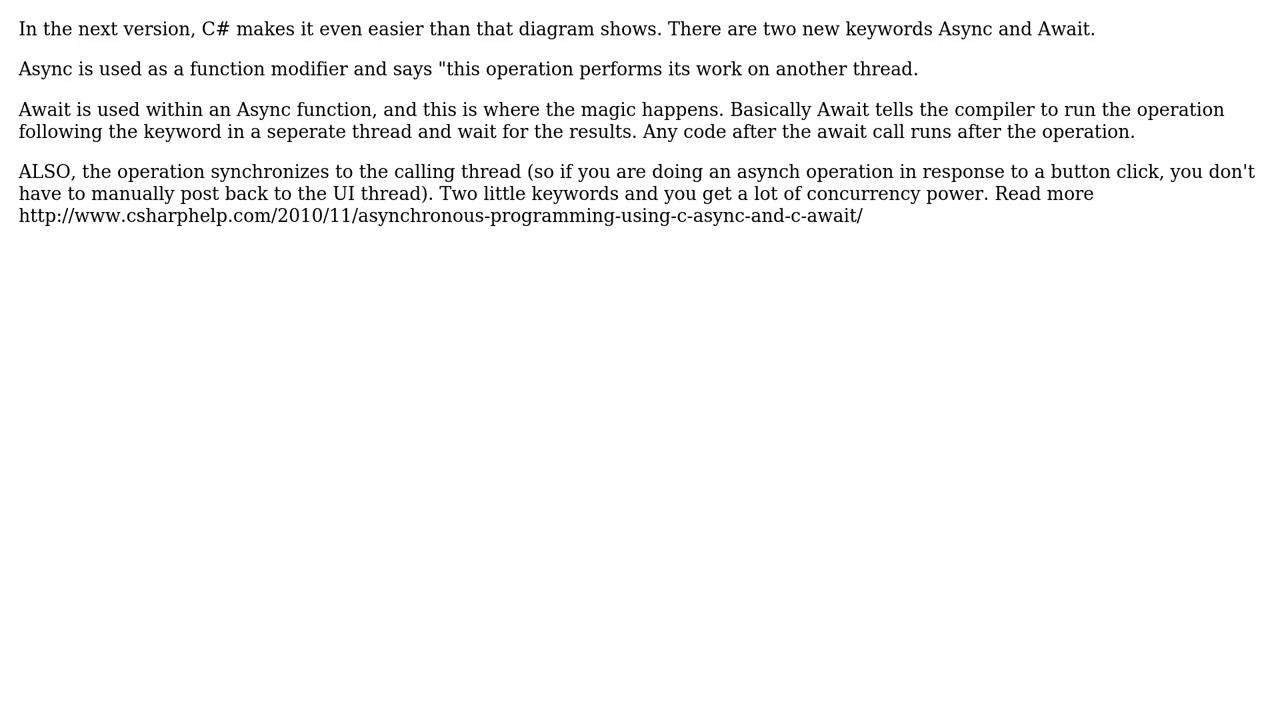 In the next version, C# makes it even easier than that diagram shows. There are two new keywords Async and Await.
Async is used as a function modifier and says "this operation performs its work on another thread.
Await is used within an Async function, and this is where the magic happens. Basically Await tells the compiler to run the operation
following the keyword in a seperate thread and wait for the results. Any code after the await call runs after the operation.
ALSO, the operation synchronizes to the calling thread (so if you are doing an asynch operation in response to a button click, you don't
have to manually post back to the UI thread). Two little keywords and you get a lot of concurrency power. Read more
http://www.csharphelp.com/2010/11/asynchronous-programming-using-c-async-and-c-await/